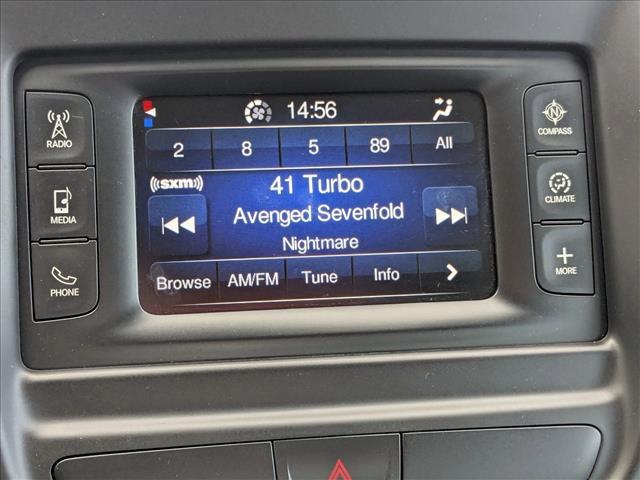 RADIO
MEDIA
PHONE
14:56
2 8 5 89 All
((sxm))
41 Turbo
Avenged Sevenfold
Nightmare
Browse AM/FM Tune Info
COMPASS
CLIMATE
MORE